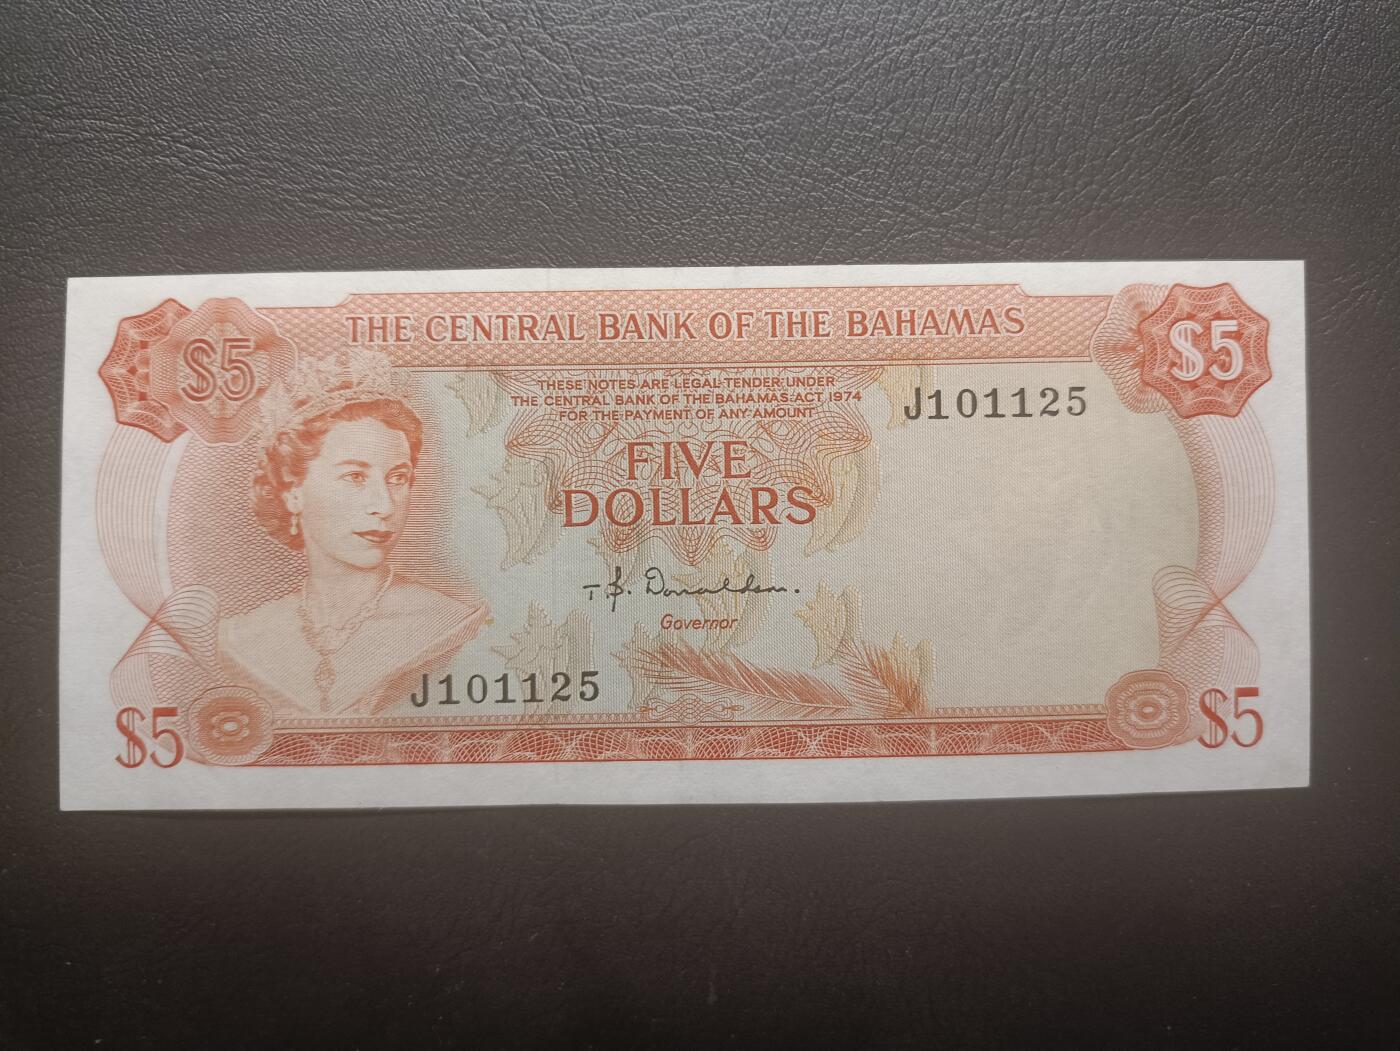 $5
THE CENTRAL BANK OF THE BAHAMAS
$5
THESE NOTES ARE LEGAL TENDER UNDER
THE CENTRAL BANK OF THE BAHAMAS ACT 1974
FOR THE PAYMENT OF ANY AMOUNT
J101125
FIVE
DOLLARS
T. B. Donaldson.
Governor
J101125
$5
$5